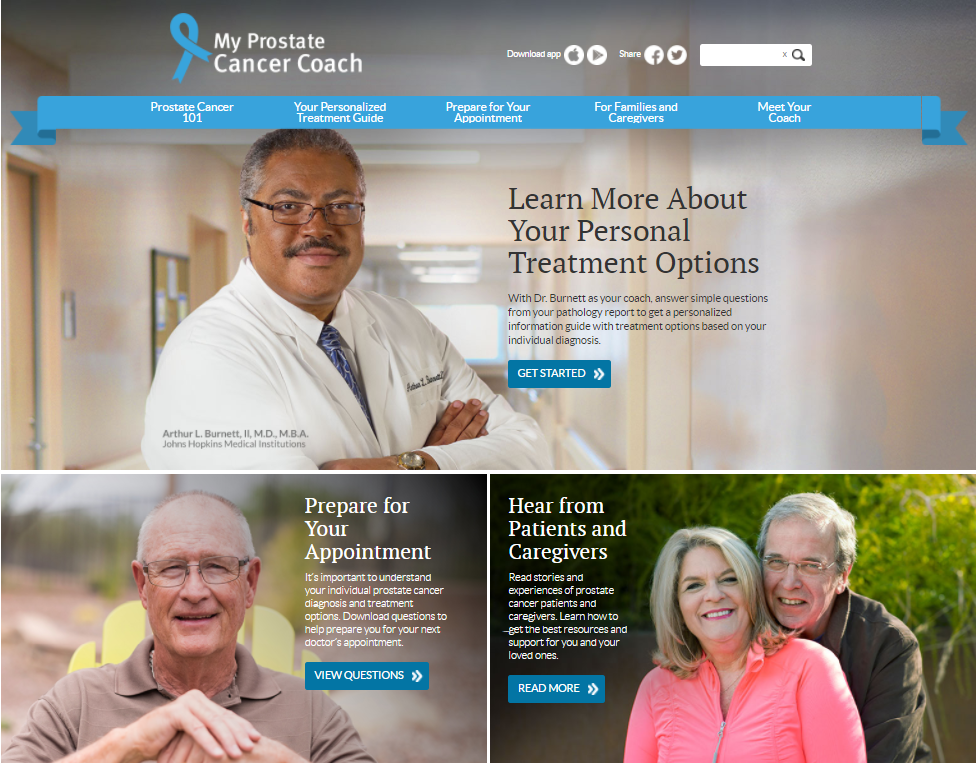 My Prostate
Cancer Coach
Download app
Share
x
Prostate Cancer
101
Your Personalized
Treatment Guide
Prepare for Your
Appointment
For Families and
Caregivers
Meet Your
Coach
Learn More About
Your Personal
Treatment Options
With Dr. Burnett as your coach, answer simple questions
from your pathology report to get a personalized
information guide with treatment options based on your
individual diagnosis.
GET STARTED
Arthur L. Burnett, II, M.D., M.B.A.
Johns Hopkins Medical Institutions
Prepare for
Your
Appointment
It's important to understand
your individual prostate cancer
diagnosis and treatment
options. Download questions to
help prepare you for your next
doctor's appointment.
VIEW QUESTIONS
Hear from
Patients and
Caregivers
Read stories and
experiences of prostate
cancer patients and
caregivers. Learn how to
get the best resources and
support for you and your
loved ones.
READ MORE